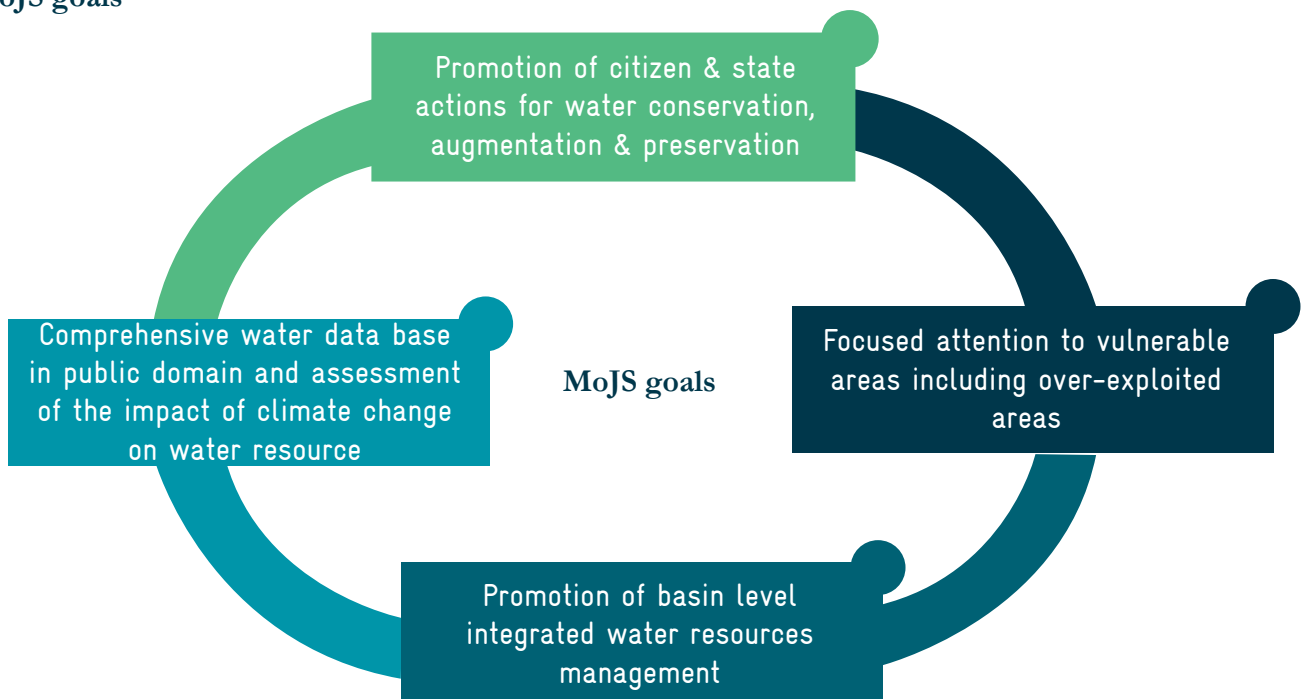 goals
Promotion of citizen & state
actions for water conservation,
augmentation & preservation
Comprehensive water data base
in public domain and assessment
of the impact of climate change
on water resource
MoJS goals
Focused attention to vulnerable
areas including over-exploited
areas
Promotion of basin level
integrated water resources
management